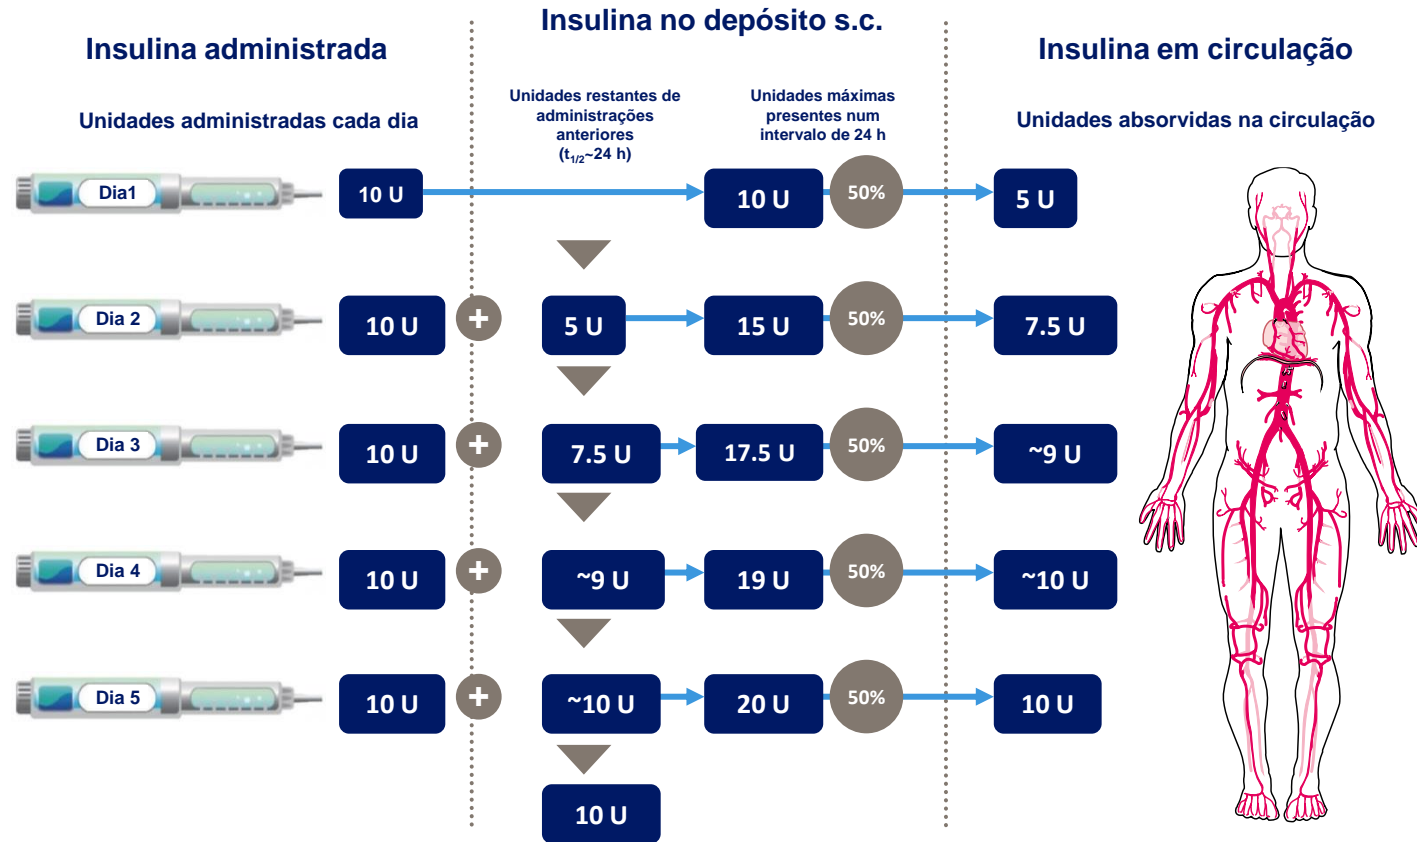 Insulina administrada
Insulina no depósito s.c.
Insulina em circulação
Unidades administradas cada dia
Unidades restantes de
administrações
anteriores
(t1/2~24 h)
Unidades máximas
presentes num
intervalo de 24 h
Unidades absorvidas na circulação
Dia1
10 U
10 U
50%
5 U
Dia 2
10 U
+
5 U
15 U
50%
7.5 U
Dia 3
10 U
+
7.5 U
17.5 U
50%
~9 U
Dia 4
10 U
+
~9 U
19 U
50%
~10 U
Dia 5
10 U
+
~10 U
20 U
50%
10 U
10 U